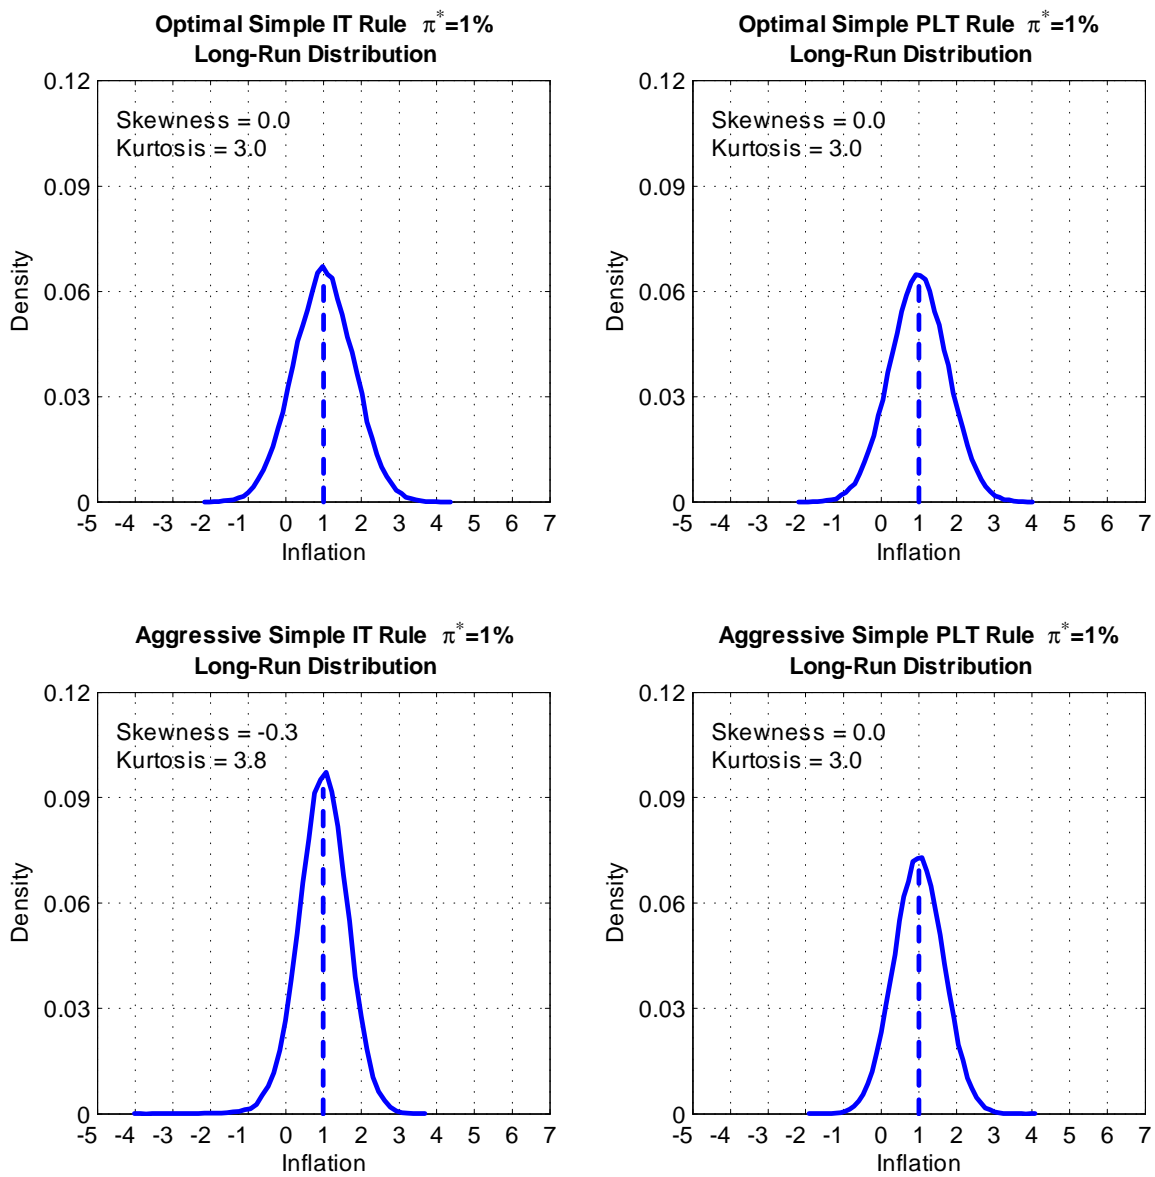 Optimal Simple IT Rule π*=1%
Long-Run Distribution
Skewness = 0.0
Kurtosis = 3.0
0.12
0.09
0.06
0.03
0
Density
-5 -4 -3 -2 -1 0 1 2 3 4 5 6 7
Inflation
Optimal Simple PLT Rule π*=1%
Long-Run Distribution
Skewness = 0.0
Kurtosis = 3.0
0.12
0.09
0.06
0.03
0
Density
-5 -4 -3 -2 -1 0 1 2 3 4 5 6 7
Inflation
Aggressive Simple IT Rule π*=1%
Long-Run Distribution
Skewness = -0.3
Kurtosis = 3.8
0.12
0.09
0.06
0.03
0
Density
-5 -4 -3 -2 -1 0 1 2 3 4 5 6 7
Inflation
Aggressive Simple PLT Rule π*=1%
Long-Run Distribution
Skewness = 0.0
Kurtosis = 3.0
0.12
0.09
0.06
0.03
0
Density
-5 -4 -3 -2 -1 0 1 2 3 4 5 6 7
Inflation